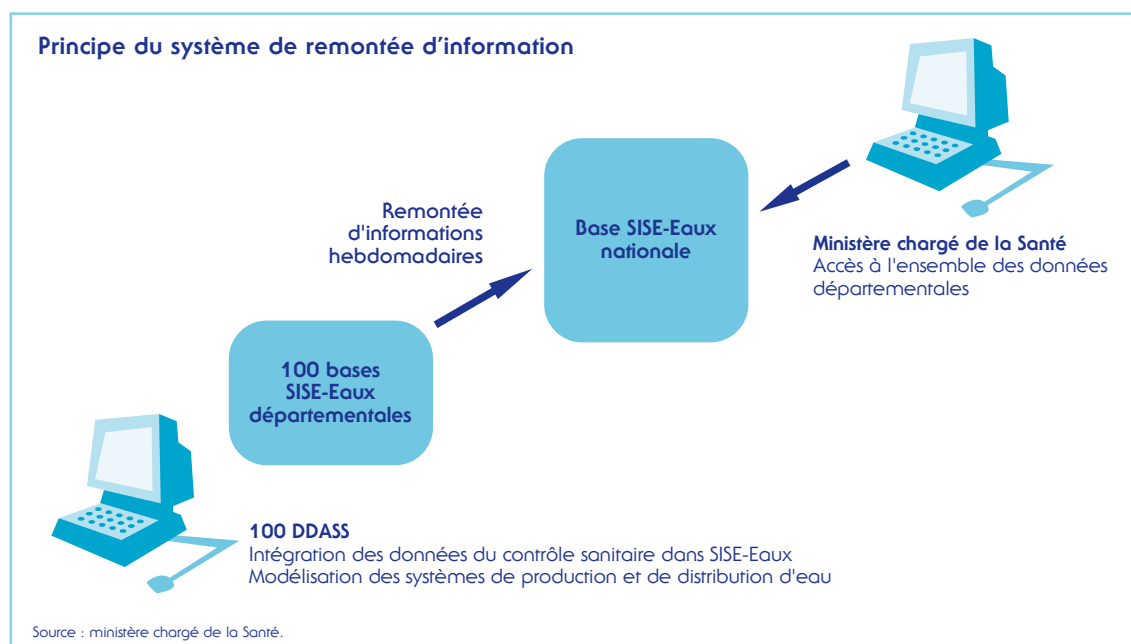 Principe du système de remontée d’information
Remontée
d'informations
hebdomadaires
Base SISE-Eaux
nationale
Ministère chargé de la Santé
Accès à l'ensemble des données
départementales
100 bases
SISE-Eaux
départementales
100 DDASS
Intégration des données du contrôle sanitaire dans SISE-Eaux
Modélisation des systèmes de production et de distribution d'eau
Source : ministère chargé de la Santé.